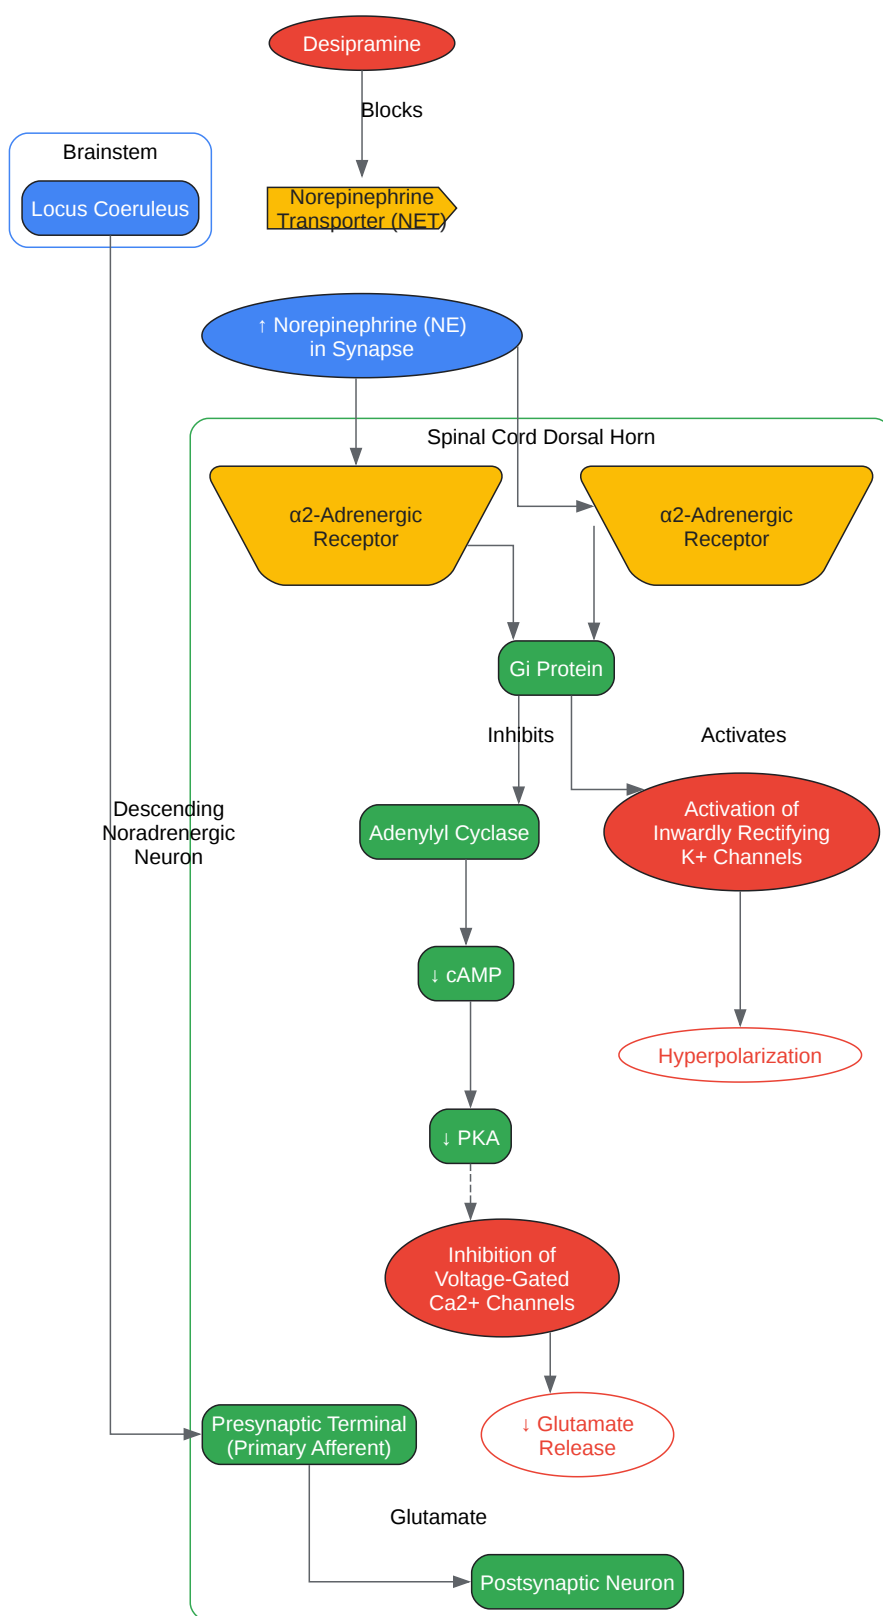 Desipramine
Blocks
Brainstem
Locus Coeruleus
Norepinephrine
Transporter (NET)
↑ Norepinephrine (NE)
in Synapse
Spinal Cord Dorsal Horn
α2-Adrenergic
Receptor
α2-Adrenergic
Receptor
Gi Protein
Inhibits
Activates
Descending
Noradrenergic
Neuron
Adenylyl Cyclase
Activation of
Inwardly Rectifying
K+ Channels
↓ cAMP
Hyperpolarization
↓ PKA
Inhibition of
Voltage-Gated
Ca2+ Channels
Presynaptic Terminal
(Primary Afferent)
↓ Glutamate
Release
Glutamate
Postsynaptic Neuron